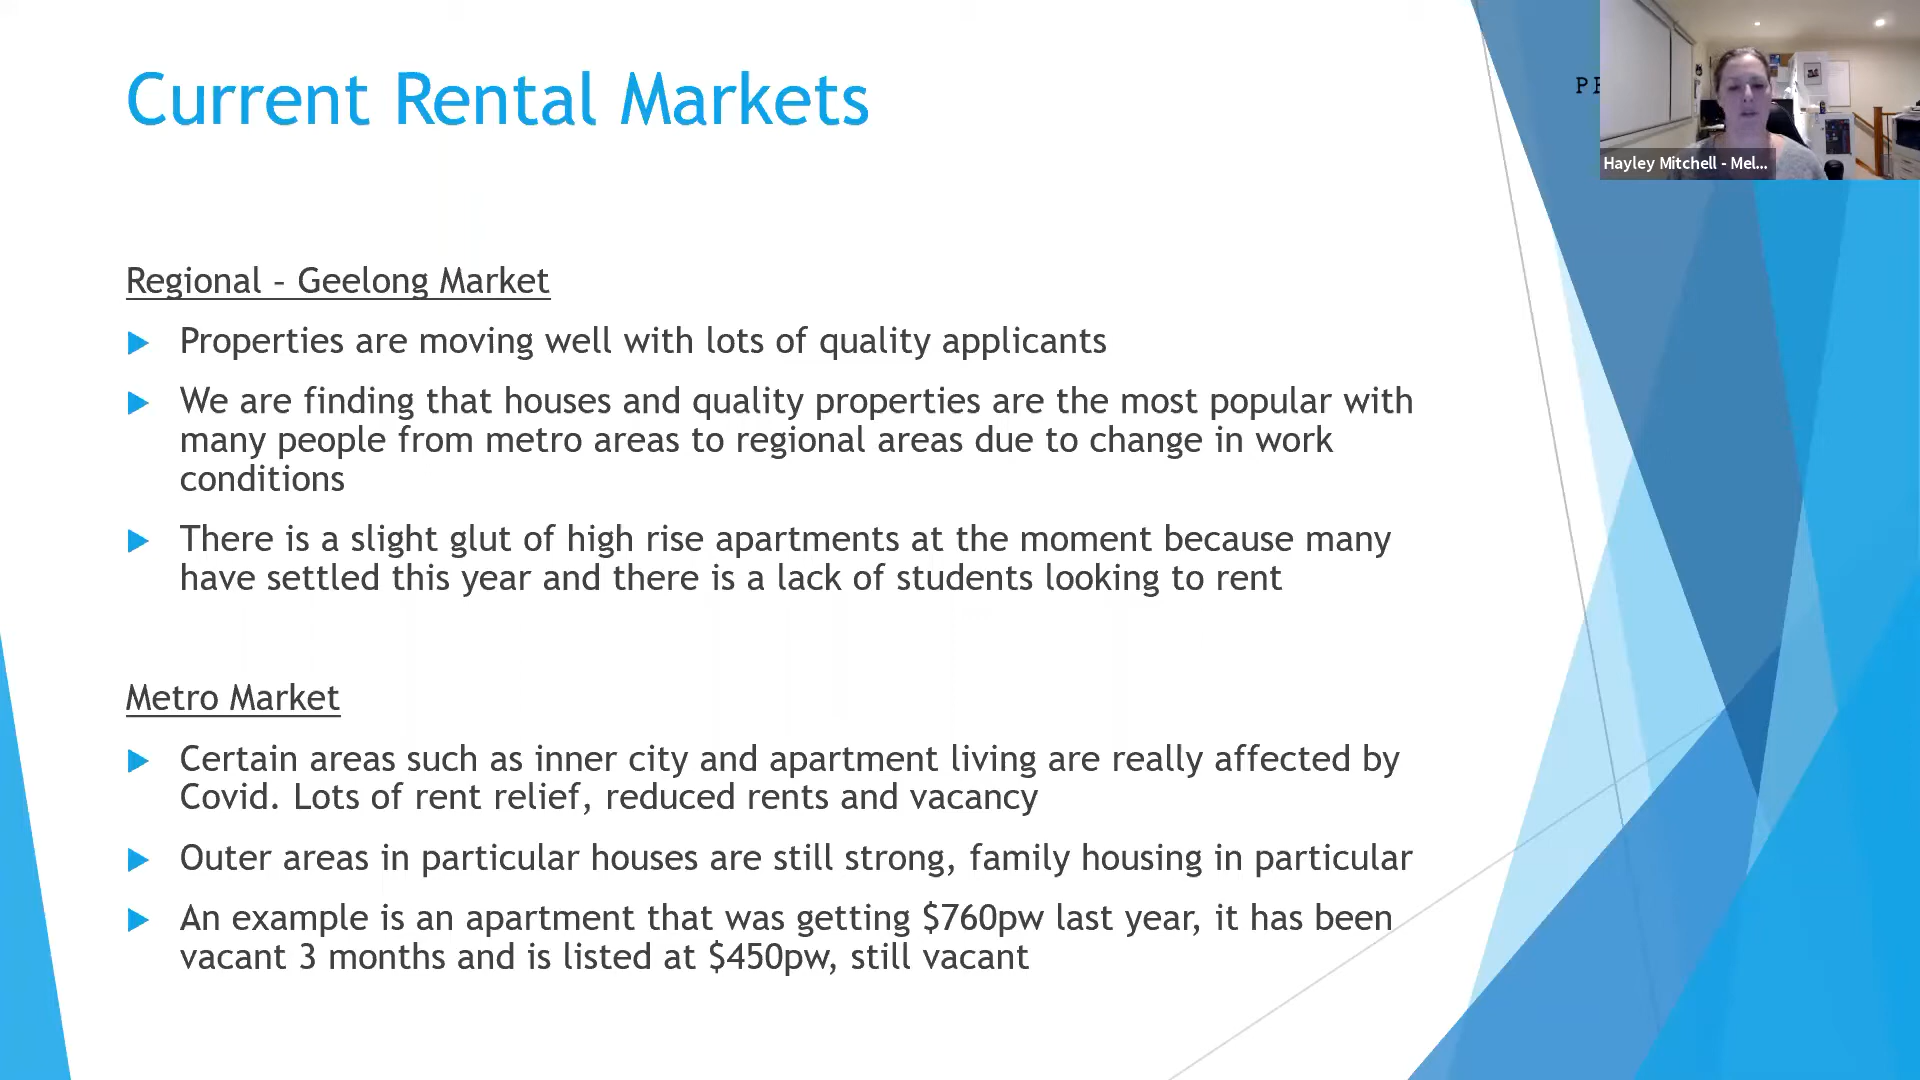 Current Rental Markets
Hayley Mitchell - Mel...
Regional – Geelong Market
Properties are moving well with lots of quality applicants
We are finding that houses and quality properties are the most popular with
many people from metro areas to regional areas due to change in work
conditions
There is a slight glut of high rise apartments at the moment because many
have settled this year and there is a lack of students looking to rent
Metro Market
Certain areas such as inner city and apartment living are really affected by
Covid. Lots of rent relief, reduced rents and vacancy
Outer areas in particular houses are still strong, family housing in particular
An example is an apartment that was getting $760pw last year, it has been
vacant 3 months and is listed at $450pw, still vacant